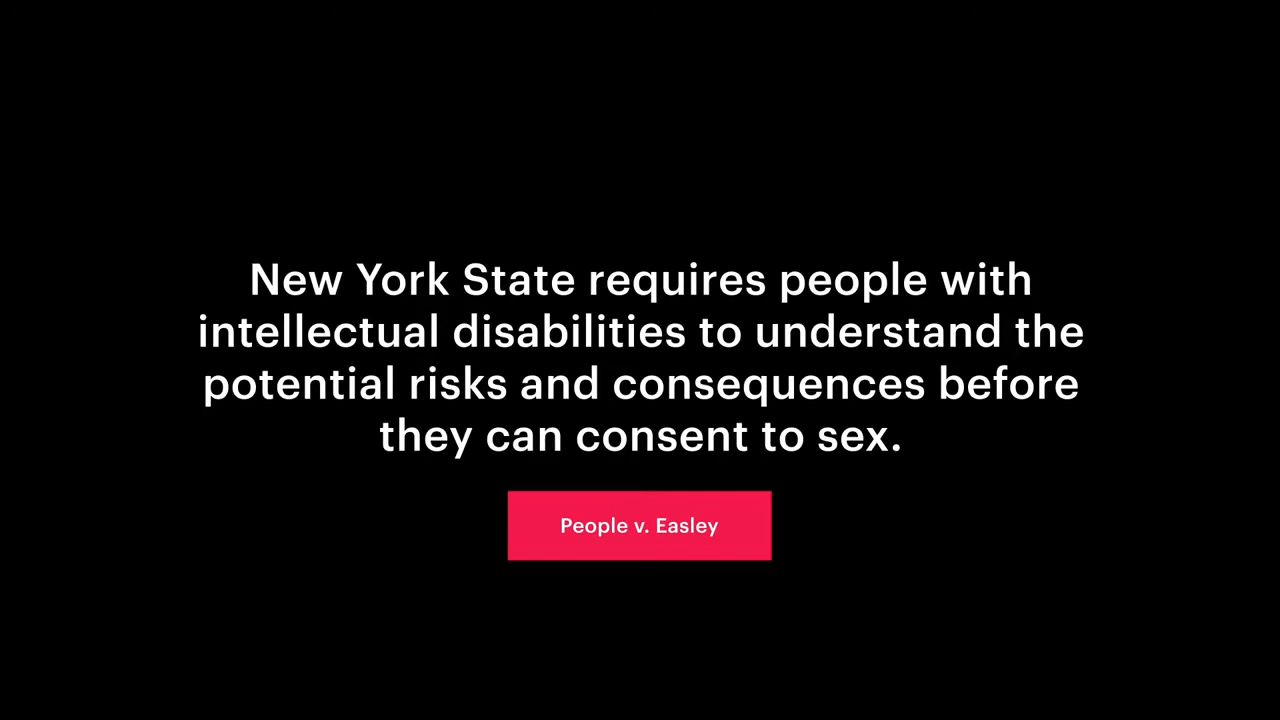 New York State requires people with
intellectual disabilities to understand the
potential risks and consequences before
they can consent to sex.
People v. Easley